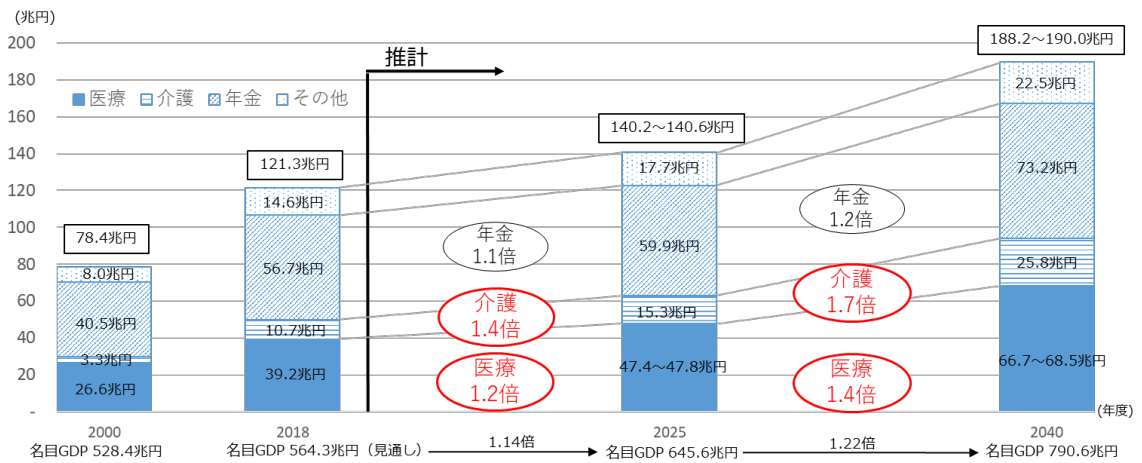 (兆円)
200
180
160
140
120
100
80
60
40
20
-
推計
医療 介護 年金 その他
78.4兆円
8.0兆円
40.5兆円
3.3兆円
26.6兆円
121.3兆円
14.6兆円
56.7兆円
10.7兆円
39.2兆円
年金
1.1倍
介護
1.4倍
医療
1.2倍
140.2～140.6兆円
17.7兆円
59.9兆円
15.3兆円
47.4～47.8兆円
年金
1.2倍
介護
1.7倍
医療
1.4倍
188.2～190.0兆円
22.5兆円
73.2兆円
25.8兆円
66.7～68.5兆円
(年度)
2000
名目GDP 528.4兆円
2018
名目GDP 564.3兆円（見通し）
1.14倍
2025
名目GDP 645.6兆円
1.22倍
2040
名目GDP 790.6兆円